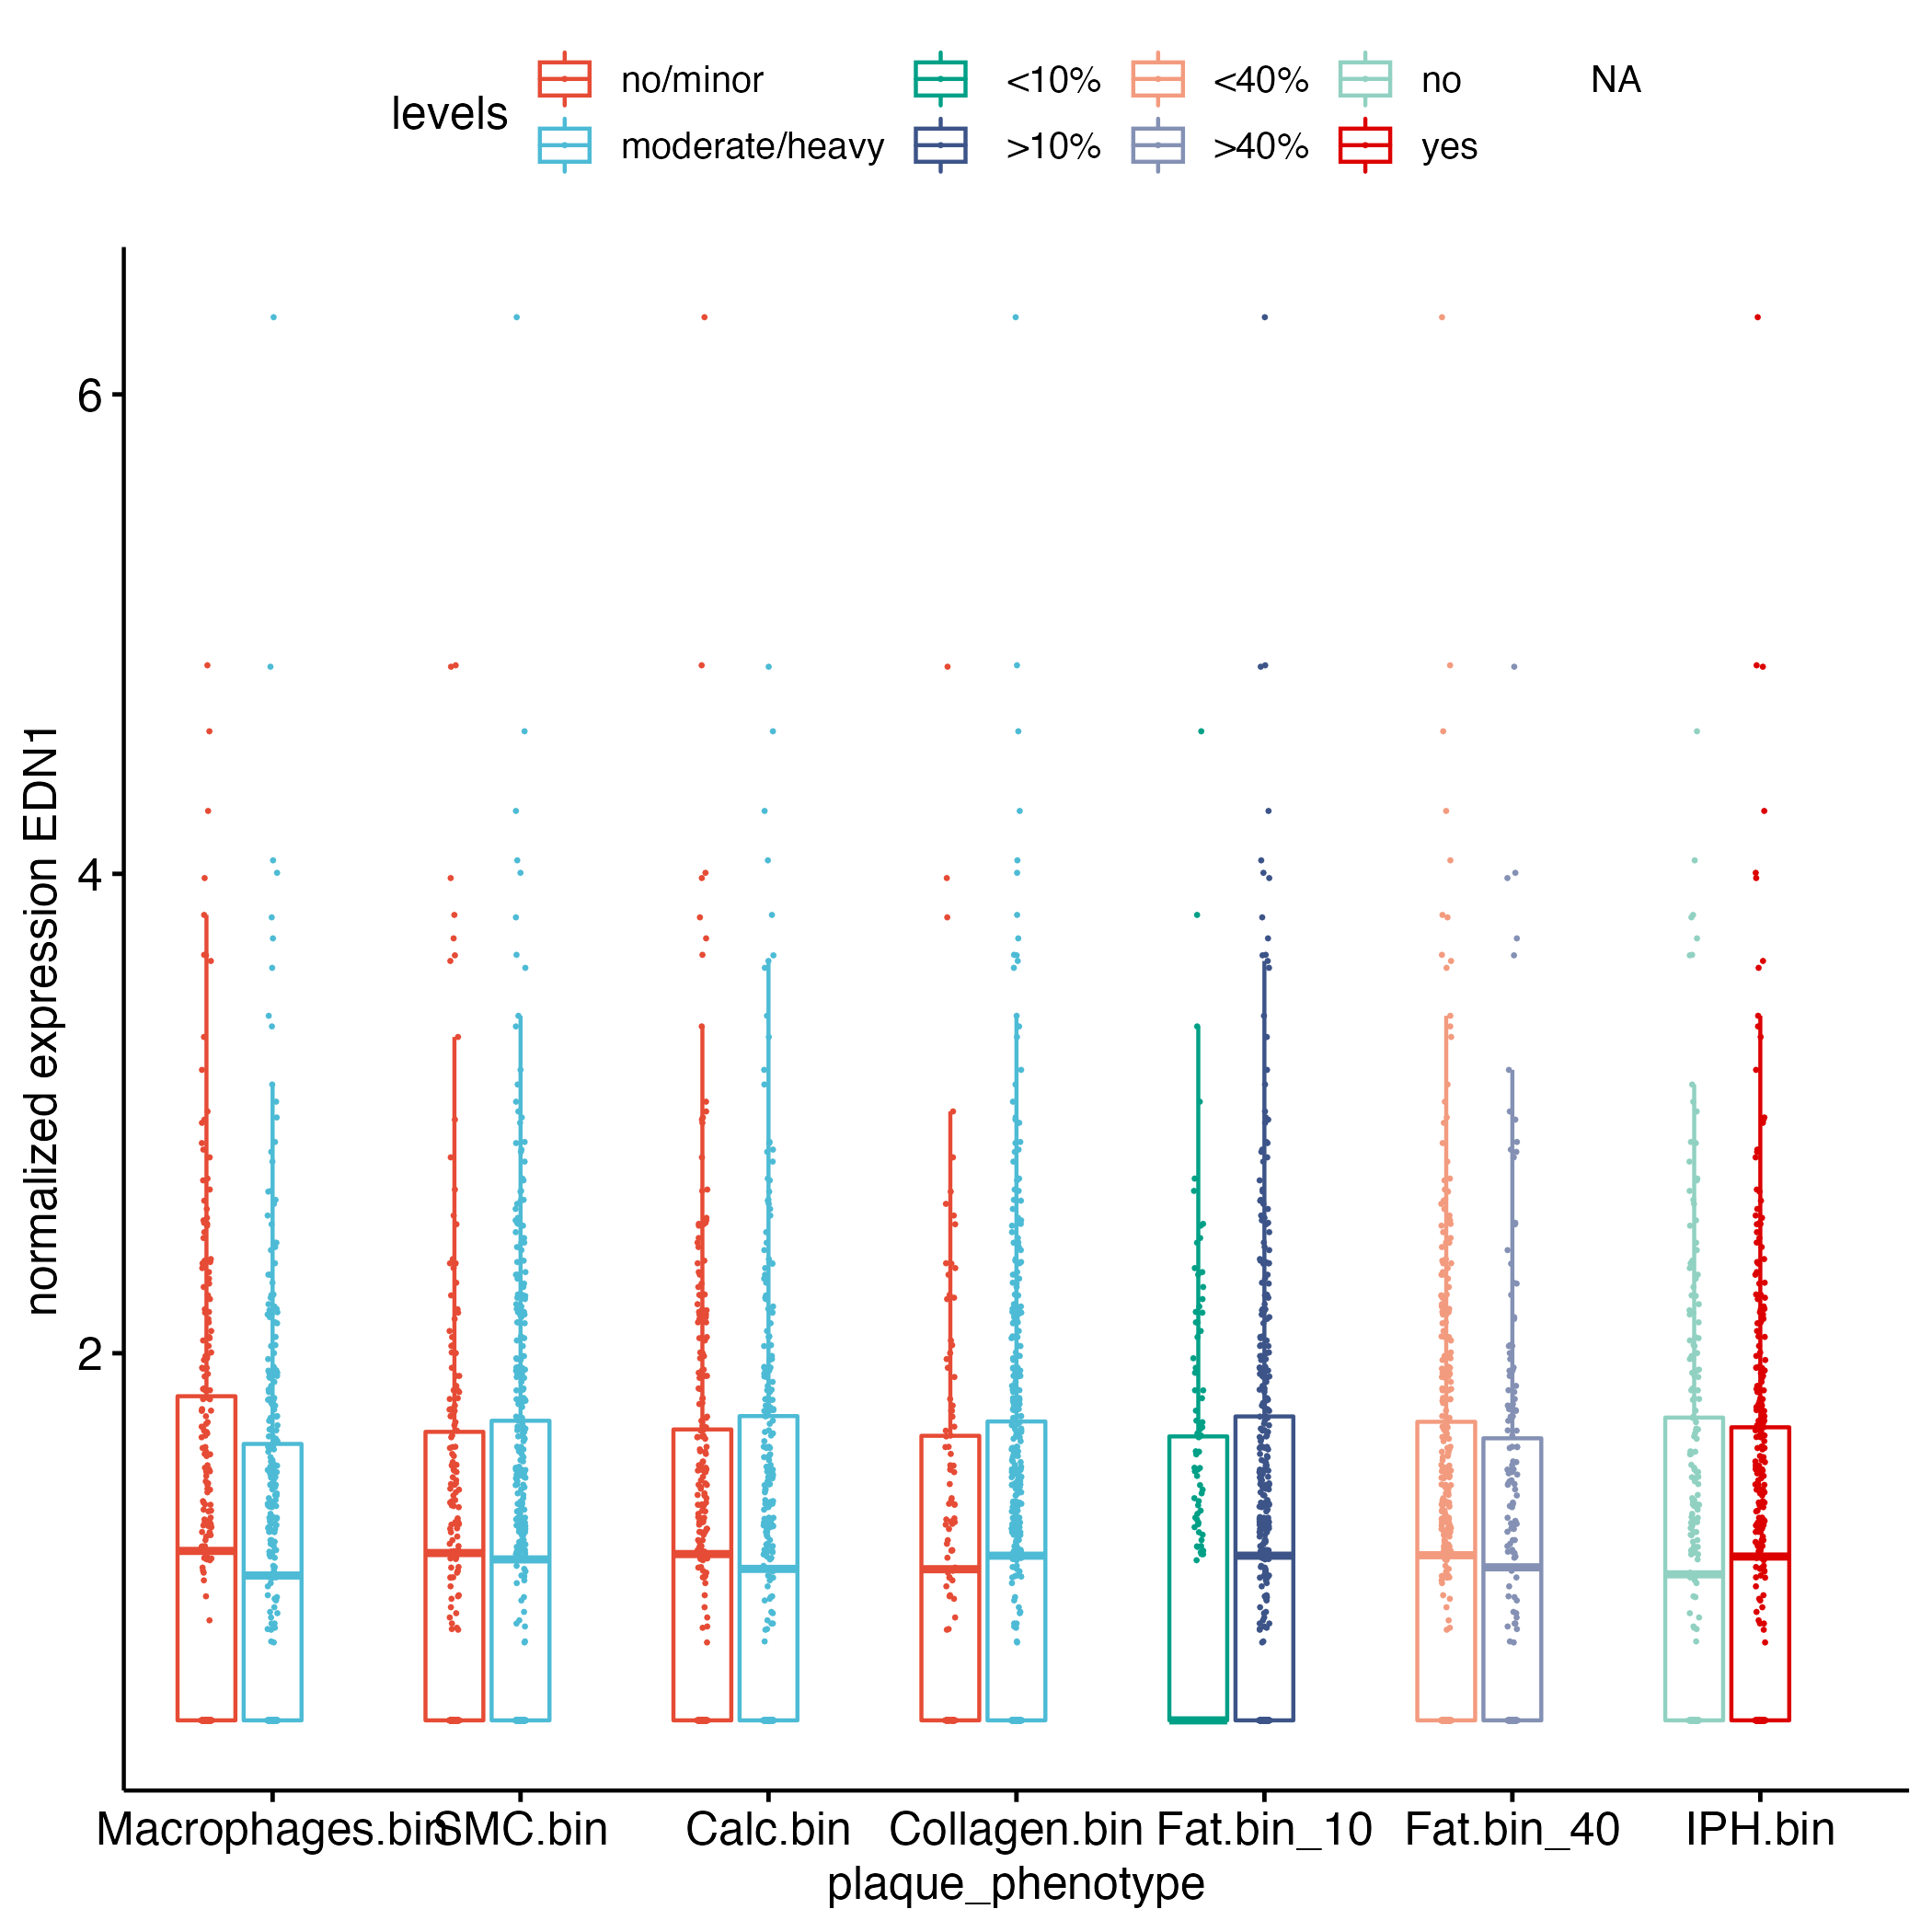 levels
no/minor <10% <40% no NA
moderate/heavy >10% >40% yes
normalized expression EDN1
6
4
2
Macrophages.bin SMC.bin Calc.bin Collagen.bin Fat.bin_10 Fat.bin_40 IPH.bin
plaque_phenotype